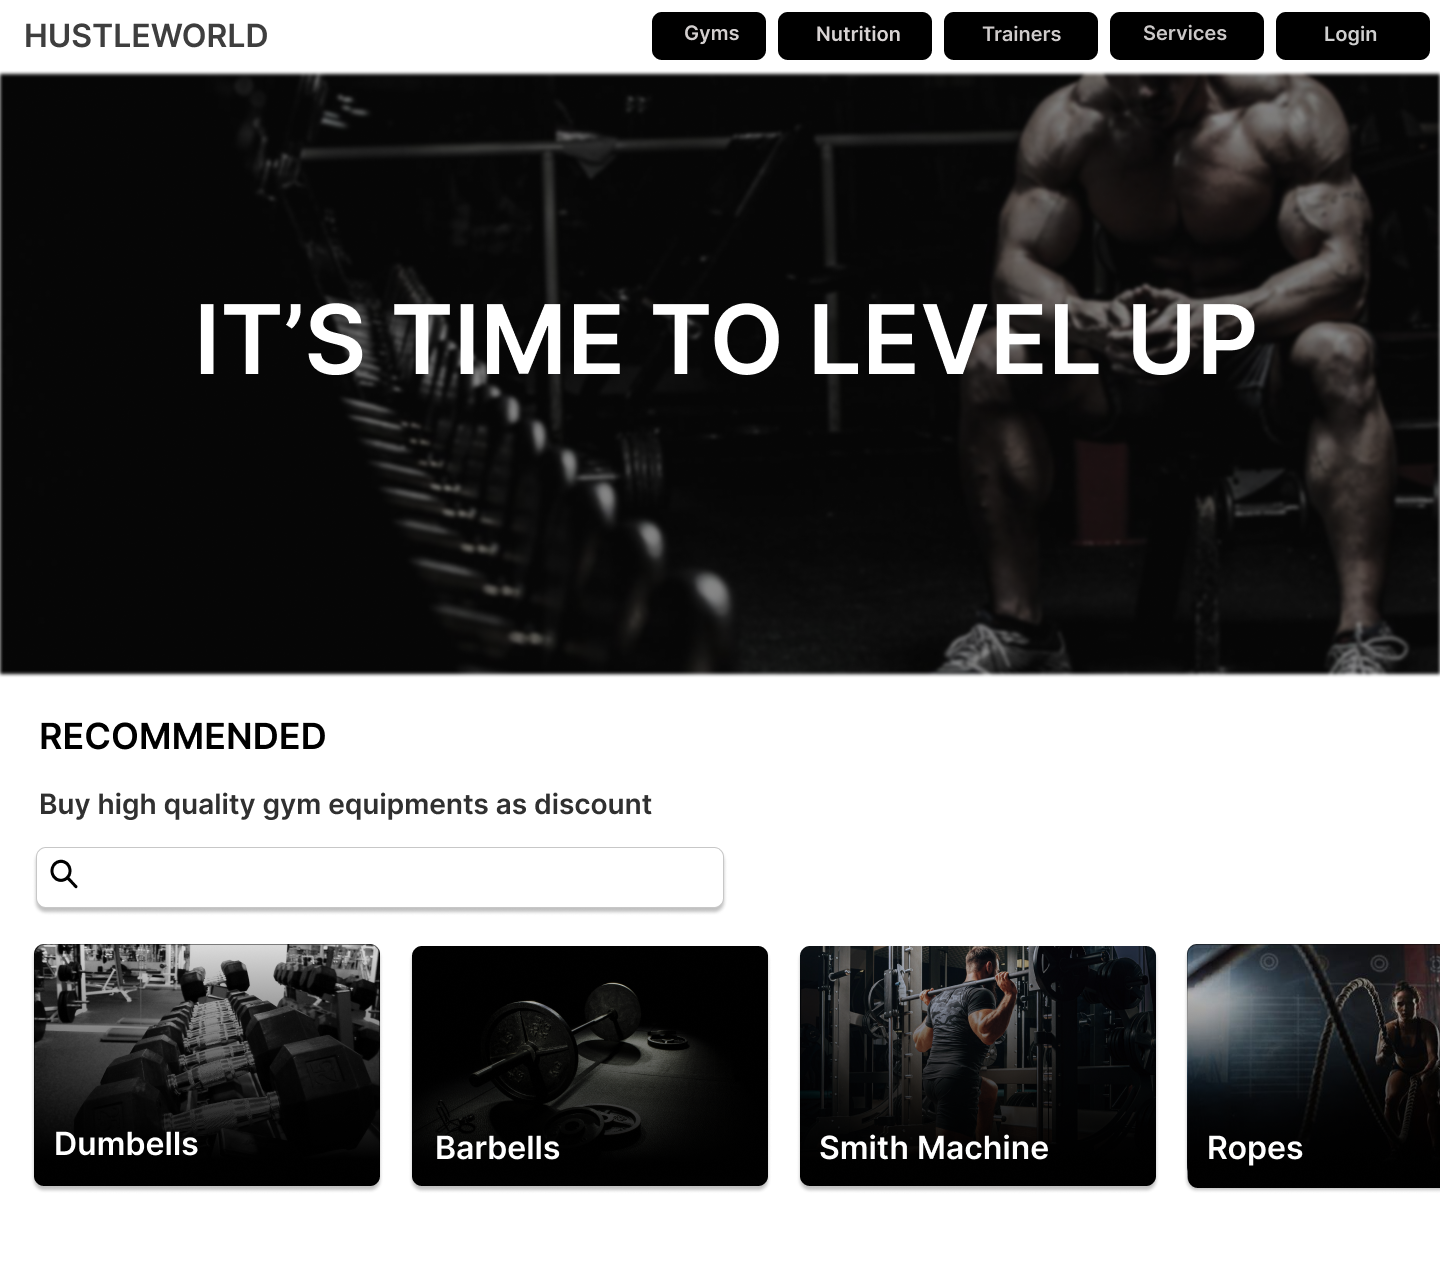 HUSTLEWORLD
Gyms
Nutrition
Trainers
Services
Login
IT’S TIME TO LEVEL UP
RECOMMENDED
Buy high quality gym equipments as discount
Dumbells
Barbells
Smith Machine
Ropes